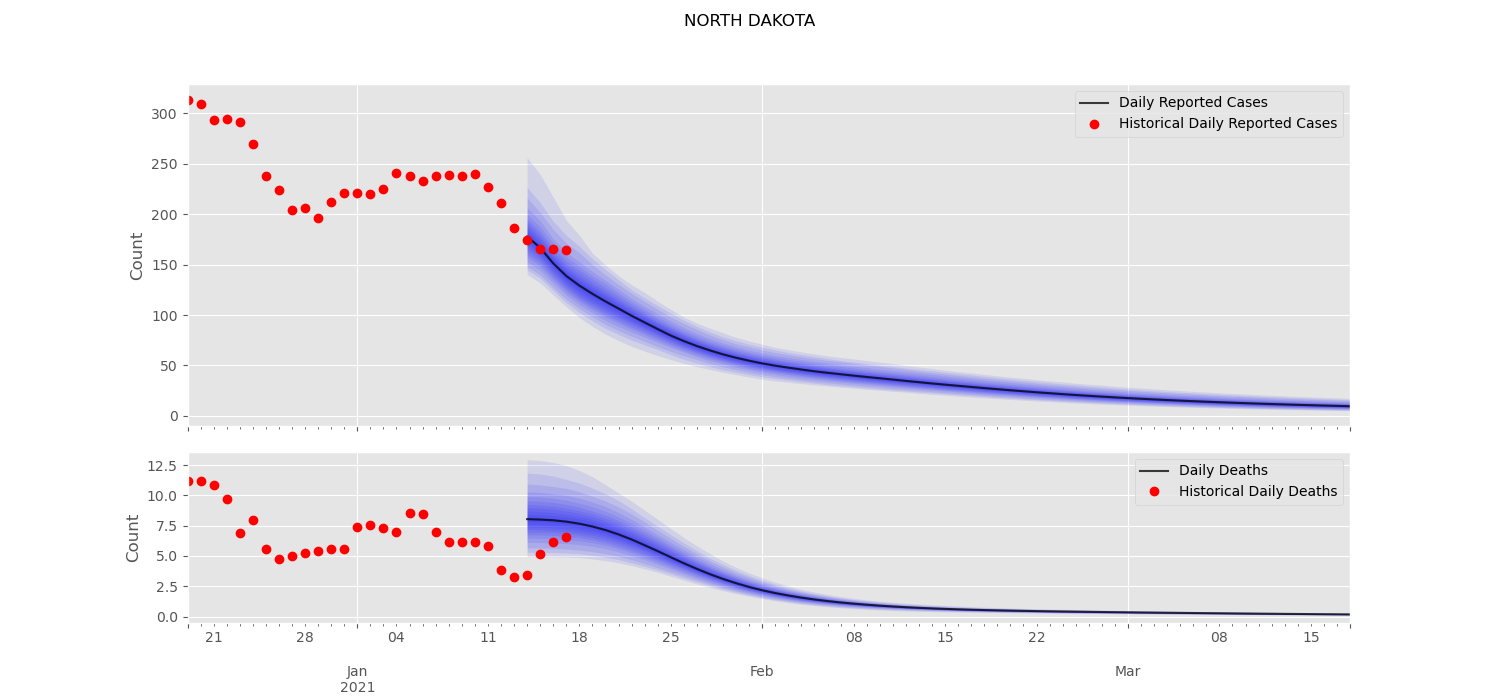 NORTH DAKOTA
Daily Reported Cases
Historical Daily Reported Cases
300
250
200
150
100
50
0
Count
Daily Deaths
Historical Daily Deaths
12.5
10.0
7.5
5.0
2.5
0.0
Count
21 28 04 11 18 25 08 15 22 08 15
Jan Feb Mar
2021